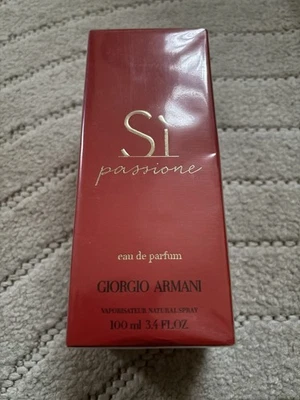 Sì
passione
eau de parfum
GIORGIO ARMANI
VAPORISATEUR NATURAL SPRAY
100 ml 3.4 FL.OZ